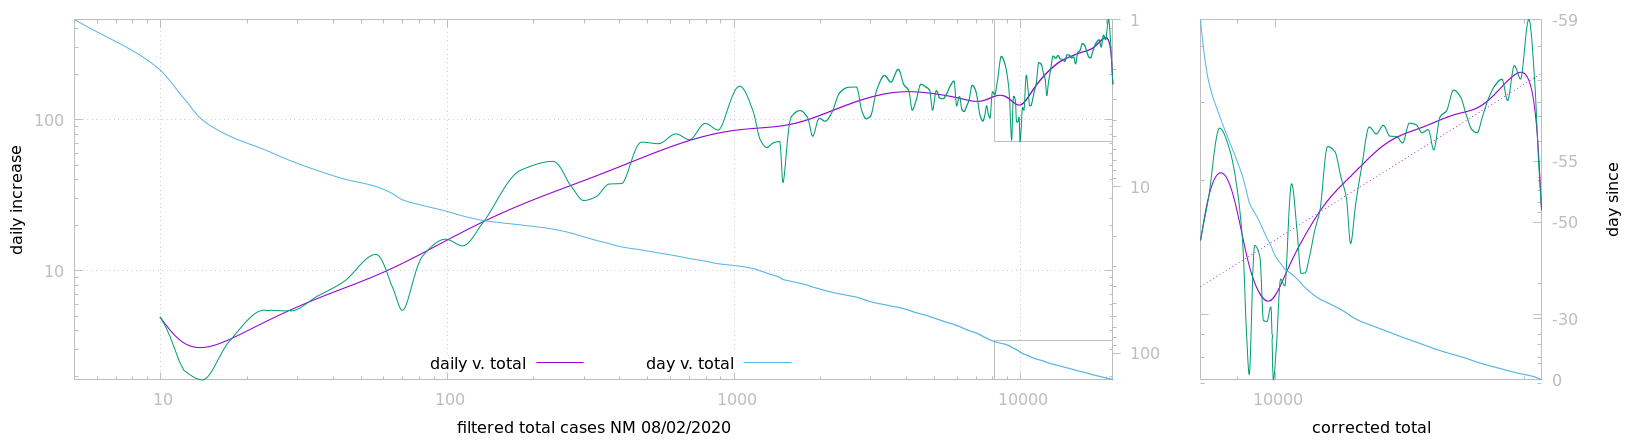 daily increase
100
10
daily v. total
day v. total
10 100 1000 10000
filtered total cases NM 08/02/2020
1
10
100
-59
-55
-50
-30
0
day since
10000
corrected total